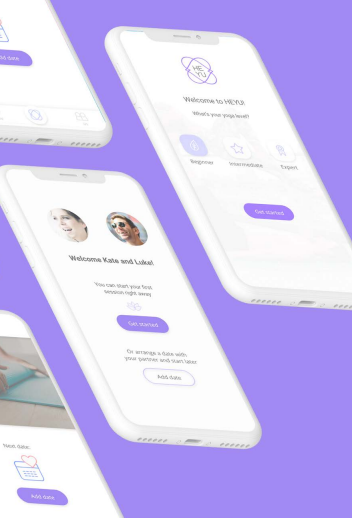 Add date
HE
YU
Welcome to HEYU!
What's your yoga level?
Beginner
Intermediate
Expert
Get started
Welcome Kate and Luke!
You can start your first
session right away
Get started
Or arrange a date with
your partner and start later
Add date
Next date:
Add date